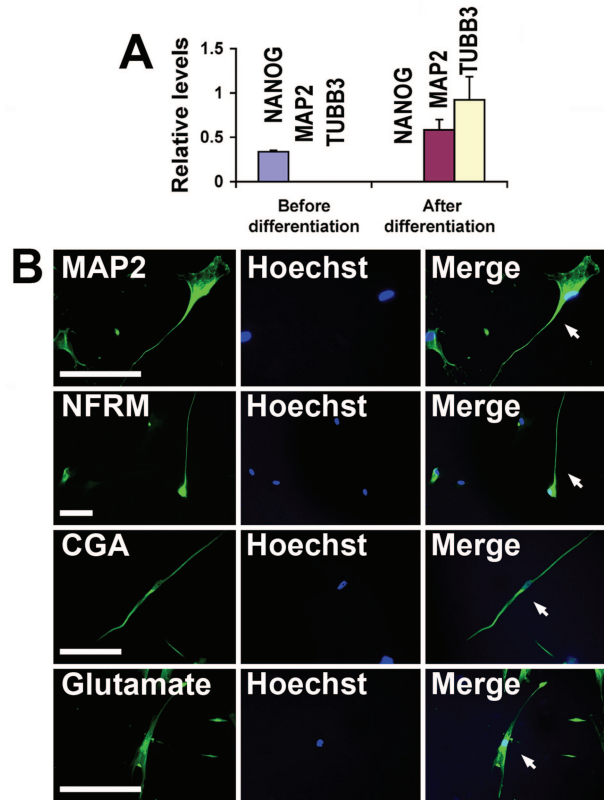 A
Relative levels
1.5
1
0.5
0
NANOG
MAP2
TUBB3
NANOG
MAP2
TUBB3
Before
differentiation
After
differentiation
B
MAP2
Hoechst
Merge
NFRM
Hoechst
Merge
CGA
Hoechst
Merge
Glutamate
Hoechst
Merge